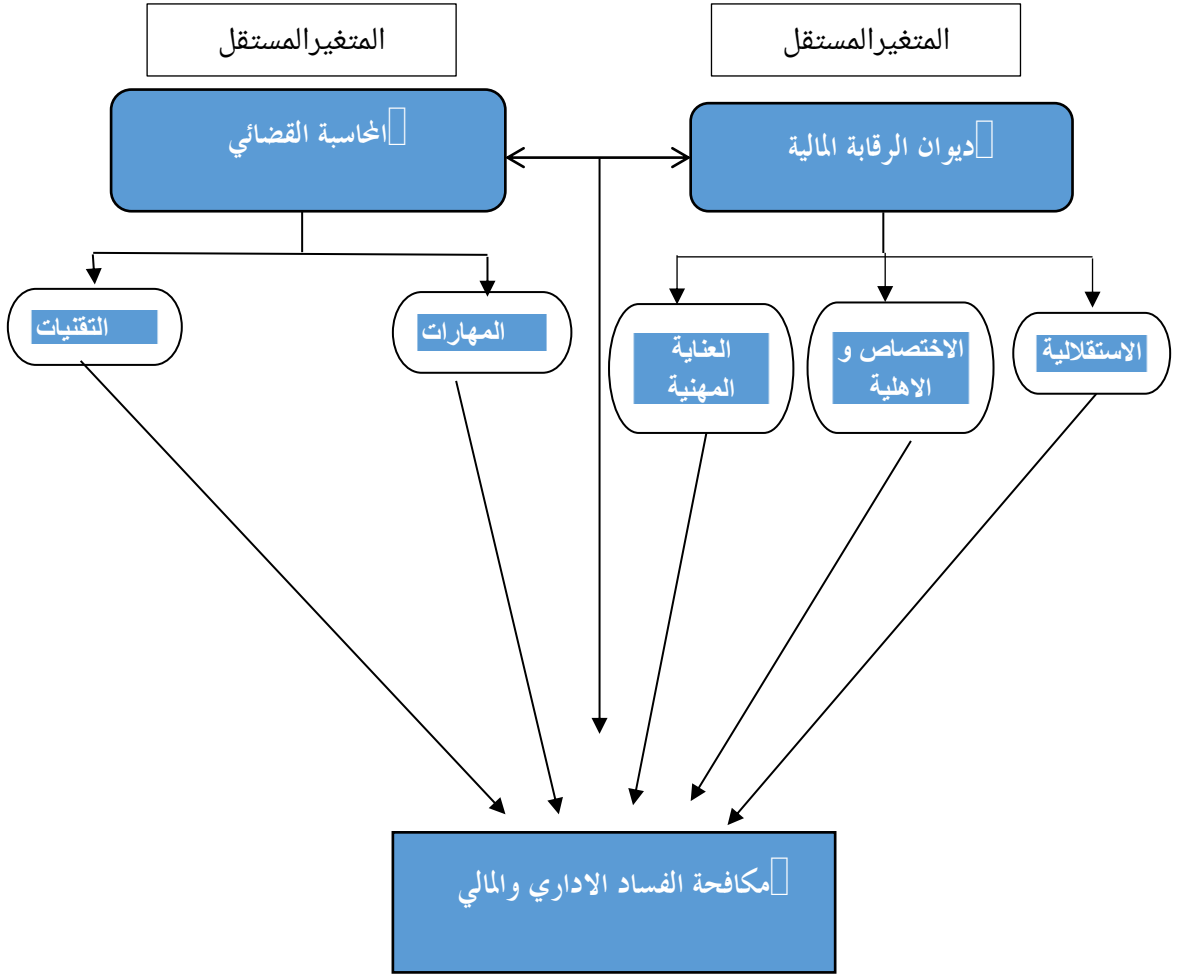 المتغيرالمستقل
المتغيرالمستقل
ديوان الرقابة المالية
المحاسبة القضائي
الاستقلالية
الاختصاص و
الاهلية
العناية
المهنية
المهارات
التقنيات
مكافحة الفساد الاداري والمالي